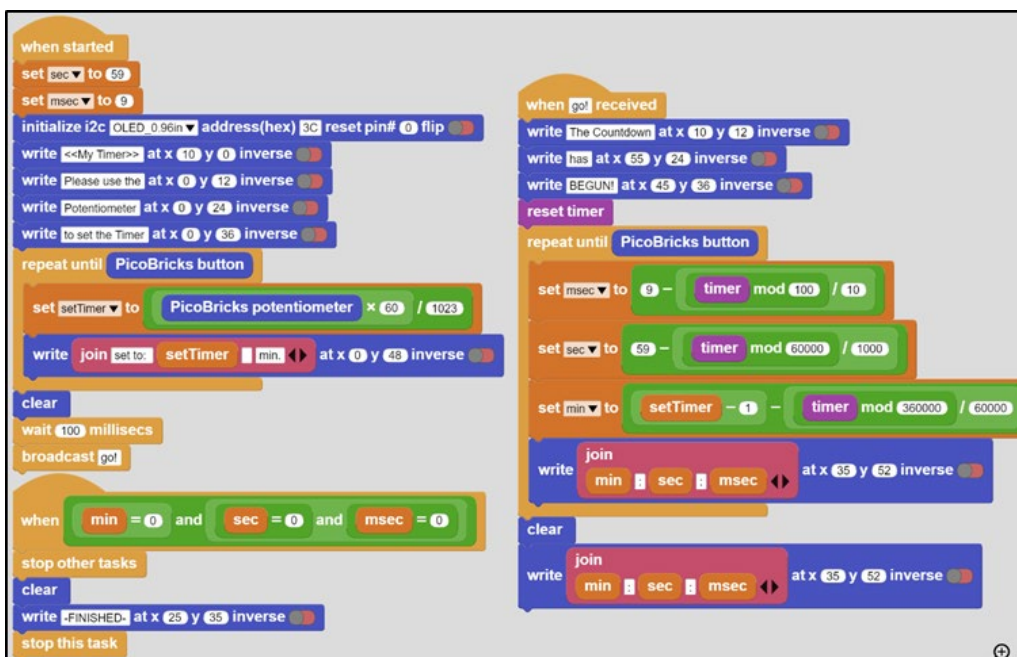 when started
set sec to 59
set msec to 9
initialize i2c OLED_0.96in address(hex) 3C reset pin# 0 flip
write <<My Timer>> at x 10 y 0 inverse
write Please use the at x 0 y 12 inverse
write Potentiometer at x 0 y 24 inverse
write to set the Timer at x 0 y 36 inverse
repeat until PicoBricks button
set setTimer to PicoBricks potentiometer × 60 / 1023
write join set to: setTimer min. at x 0 y 48 inverse
clear
wait 100 millisecs
broadcast go!
when min = 0 and sec = 0 and msec = 0
stop other tasks
clear
write -FINISHED- at x 25 y 35 inverse
stop this task
when go! received
write The Countdown at x 10 y 12 inverse
write has at x 55 y 24 inverse
write BEGUN! at x 45 y 36 inverse
reset timer
repeat until PicoBricks button
set msec to 9 − timer mod 100 / 10
set sec to 59 − timer mod 60000 / 1000
set min to setTimer − 1 − timer mod 360000 / 60000
join
write min : sec : msec at x 35 y 52 inverse
clear
join
write min : sec : msec at x 35 y 52 inverse